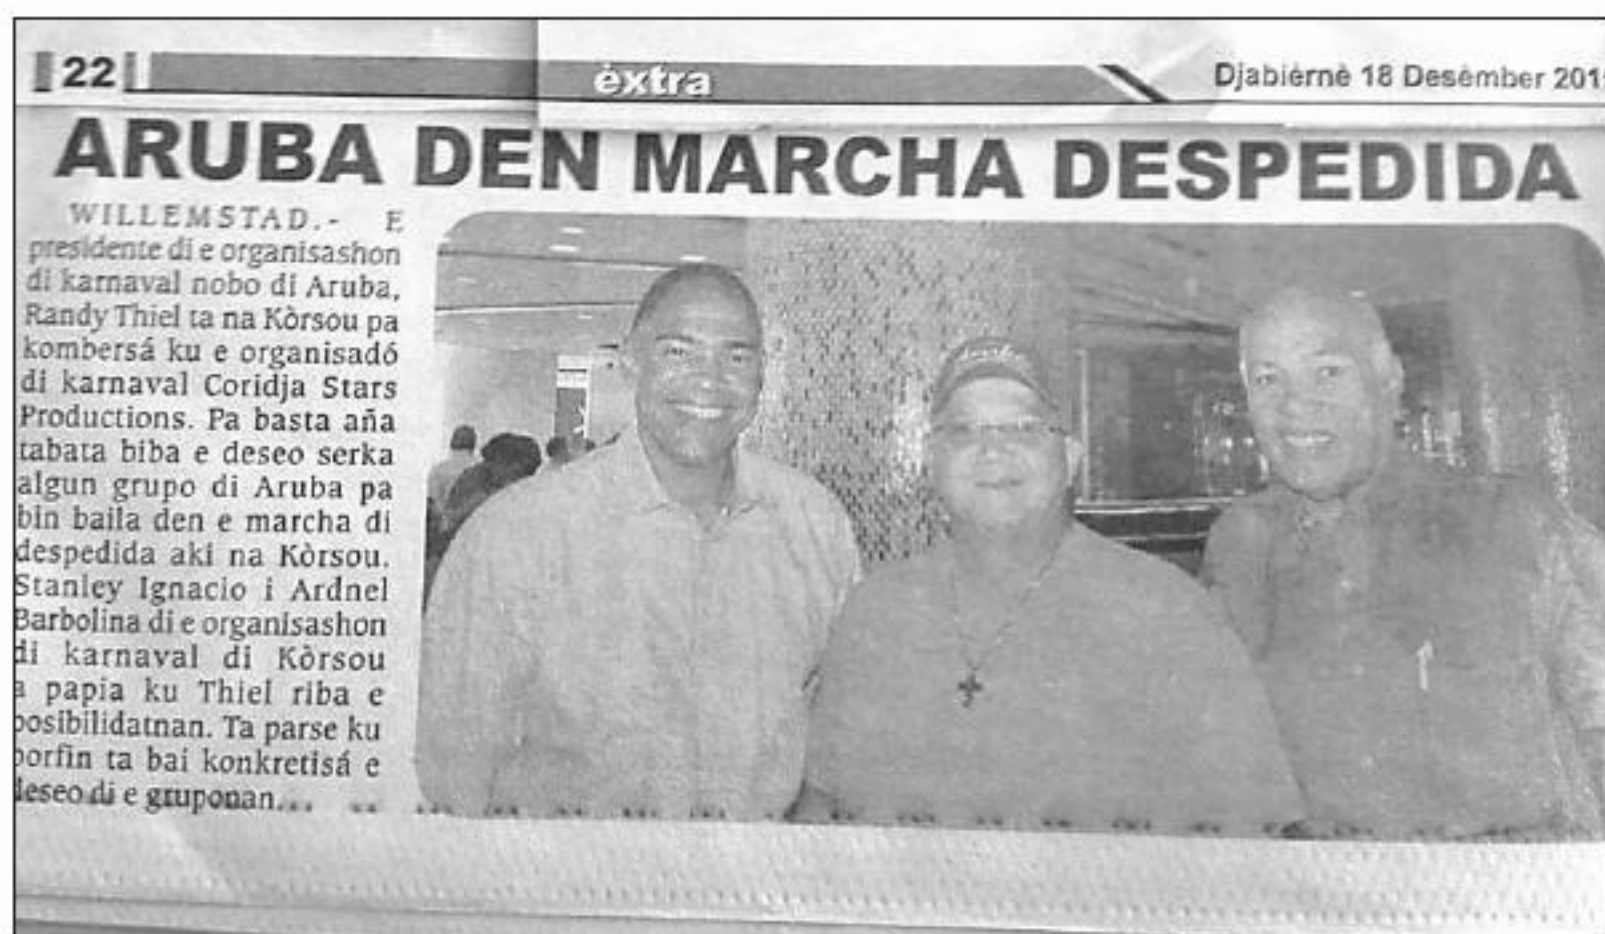 22
èxtra
Djabièrnè 18 Desèmber 201
ARUBA DEN MARCHA DESPEDIDA
WILLEMSTAD.- E
presidente di e organisashon
di karnaval nobo di Aruba,
Randy Thiel ta na Kòrsou pa
kombersá ku e organisadó
di karnaval Coridja Stars
Productions. Pa basta aña
tabata biba e deseo serka
algun grupo di Aruba pa
bin baila den e marcha di
despedida aki na Kòrsou.
Stanley Ignacio i Ardnel
Barbolina di e organisashon
di karnaval di Kòrsou
a papia ku Thiel riba e
posibilidatnan. Ta parse ku
porfin ta bai konkretisá e
deseo di e gruponan...